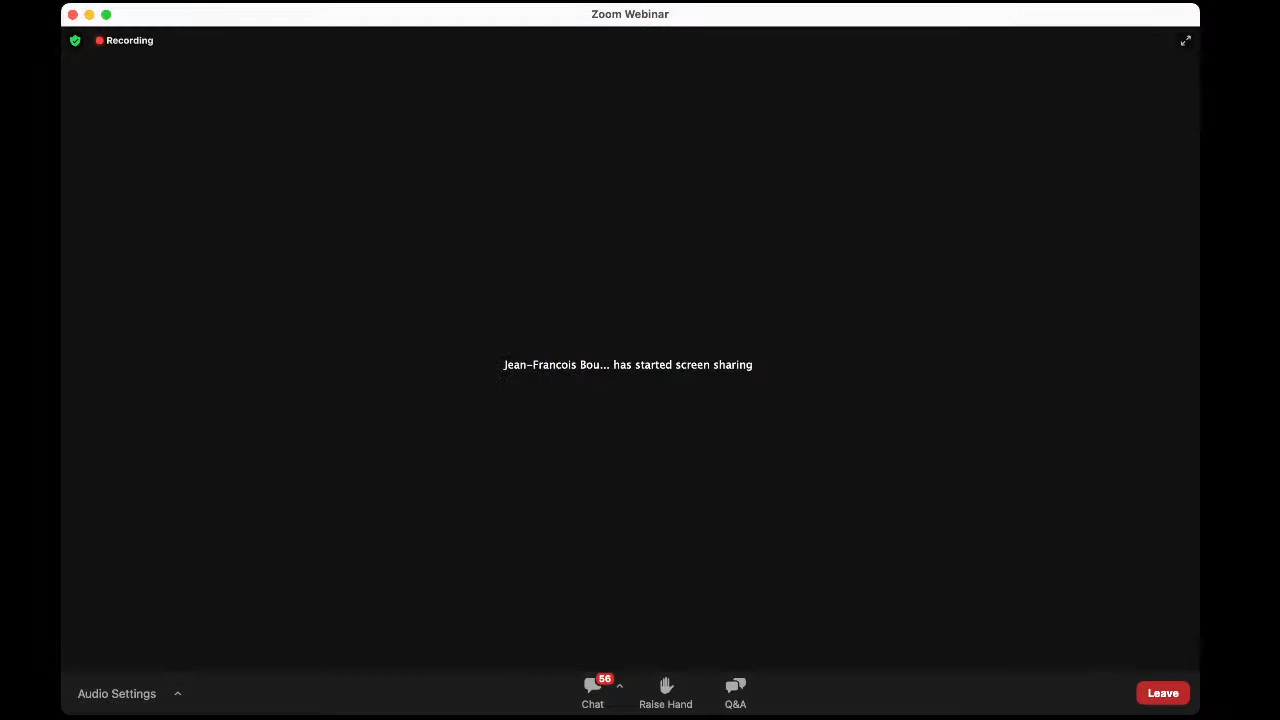 Zoom Webinar
Recording
Jean-Francois Bou... has started screen sharing
Audio Settings
56
Chat
Raise Hand
Q&A
Leave